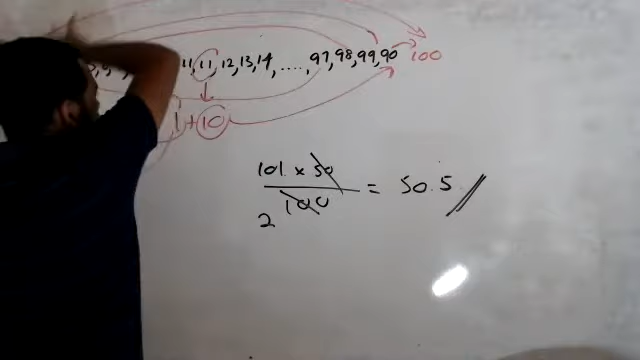 11, 11, 12, 13, 14, ...., 97, 98, 99, 90 100
1 + 10
101 x 50
2 100 = 50.5